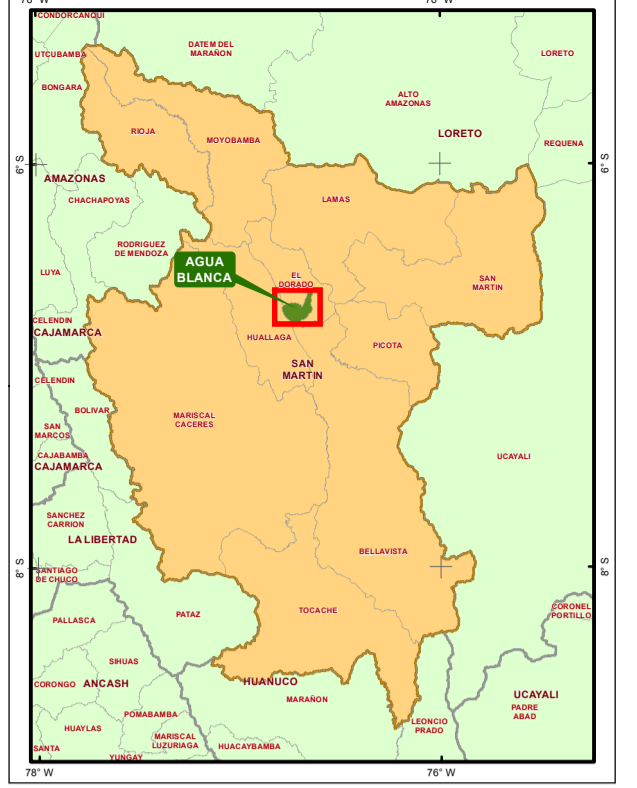 78° W
76° W
CONDORCANQUI
DATEM DEL
MARAÑON
UTCUBAMBA
LORETO
BONGARA
ALTO
AMAZONAS
RIOJA
MOYOBAMBA
LORETO
REQUENA
6° S
6° S
AMAZONAS
CHACHAPOYAS
LAMAS
RODRIGUEZ
DE MENDOZA
AGUA
BLANCA
LUYA
EL
DORADO
SAN
MARTIN
CELENDIN
CAJAMARCA
HUALLAGA
PICOTA
SAN
MARTIN
CELENDIN
BOLIVAR
MARISCAL
CACERES
SAN
MARCOS
CAJABAMBA
CAJAMARCA
UCAYALI
SANCHEZ
CARRION
LA LIBERTAD
BELLAVISTA
8° S
8° S
SANTIAGO
DE CHUCO
PALLASCA
PATAZ
TOCACHE
CORONEL
PORTILLO
SIHUAS
CORONGO
ANCASH
HUANUCO
MARAÑON
UCAYALI
PADRE
ABAD
POMABAMBA
LEONCIO
PRADO
HUAYLAS
MARISCAL
LUZURIAGA
HUACAYBAMBA
SANTA
YUNGAY
78° W
76° W